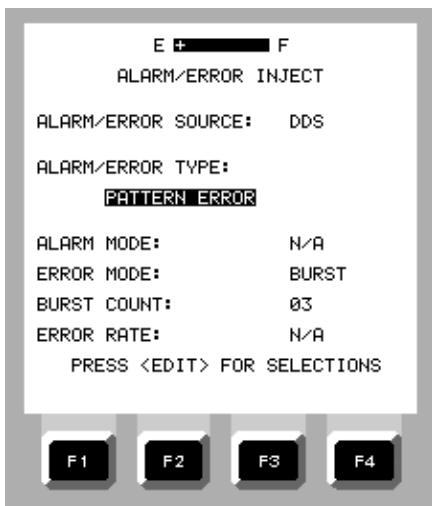 E + F
ALARM/ERROR INJECT
ALARM/ERROR SOURCE: DDS
ALARM/ERROR TYPE:
PATTERN ERROR
ALARM MODE: N/A
ERROR MODE: BURST
BURST COUNT: 03
ERROR RATE: N/A
PRESS <EDIT> FOR SELECTIONS
F1 F2 F3 F4